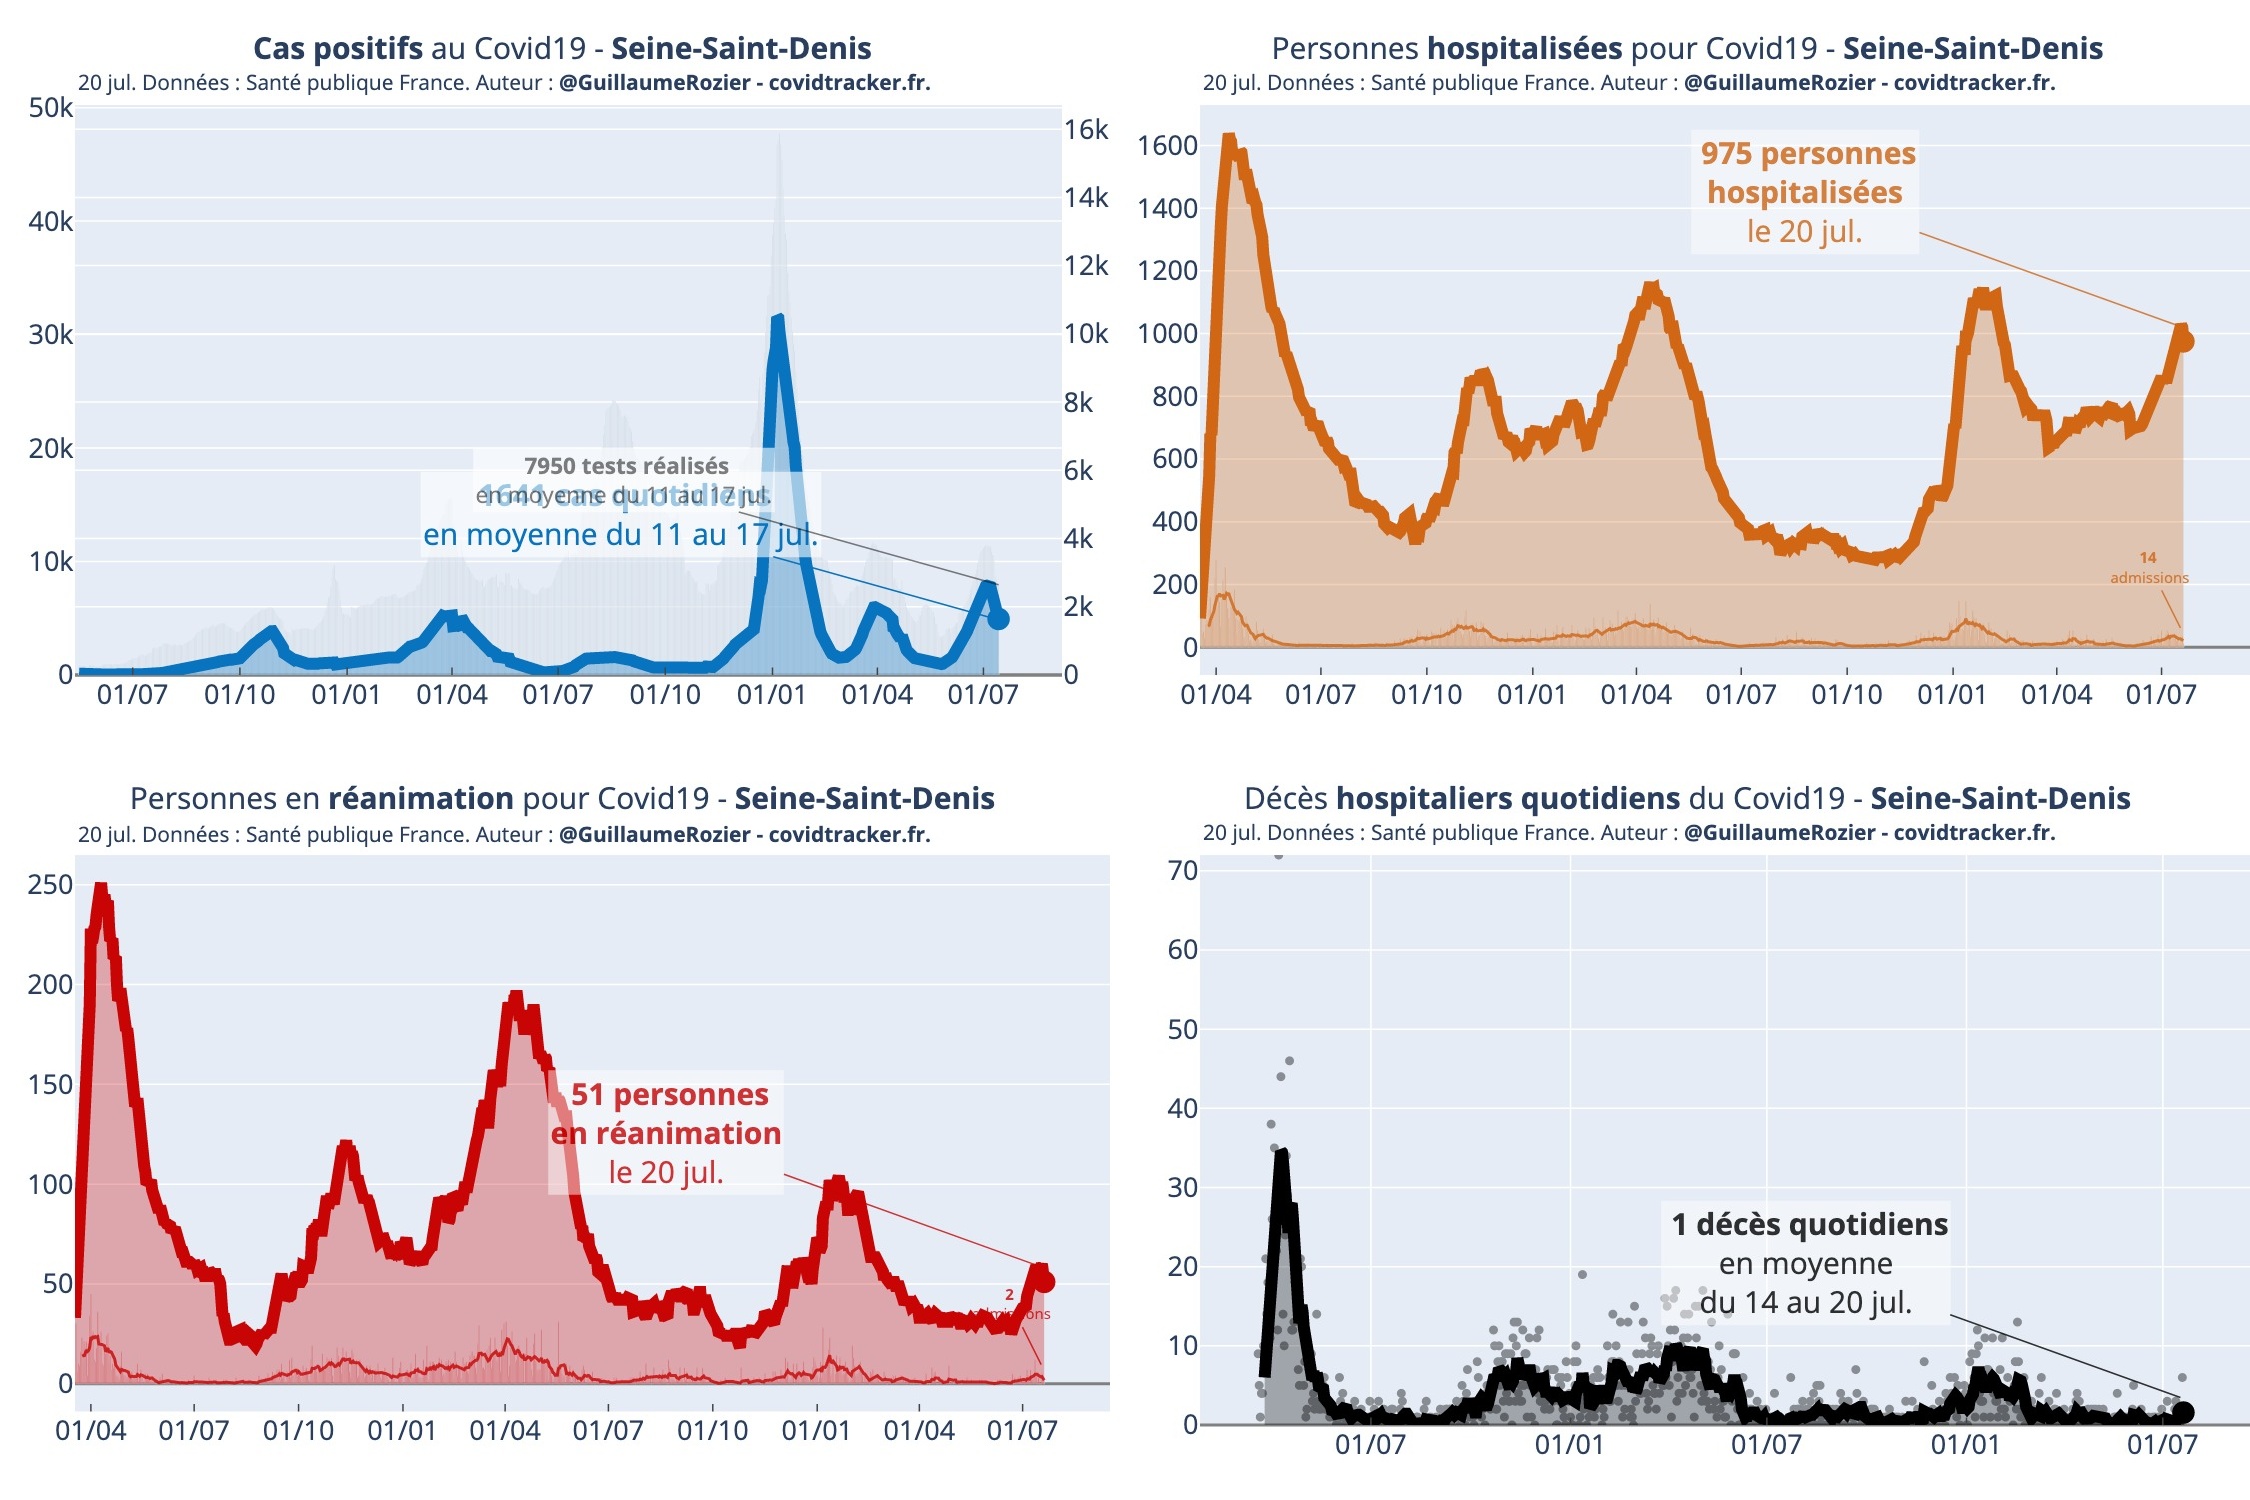 Cas positifs au Covid19 - Seine-Saint-Denis
20 jul. Données : Santé publique France. Auteur : @GuillaumeRozier - covidtracker.fr.
50k
40k
30k
20k
10k
0
16k
14k
12k
10k
8k
6k
4k
2k
0
7950 tests réalisés
en moyenne du 11 au 17 jul.
1641 cas quotidiens
en moyenne du 11 au 17 jul.
01/07 01/10 01/01 01/04 01/07 01/10 01/01 01/04 01/07
Personnes hospitalisées pour Covid19 - Seine-Saint-Denis
20 jul. Données : Santé publique France. Auteur : @GuillaumeRozier - covidtracker.fr.
1600
1400
1200
1000
800
600
400
200
0
975 personnes
hospitalisées
le 20 jul.
14
admissions
01/04 01/07 01/10 01/01 01/04 01/07 01/10 01/01 01/04 01/07
Personnes en réanimation pour Covid19 - Seine-Saint-Denis
20 jul. Données : Santé publique France. Auteur : @GuillaumeRozier - covidtracker.fr.
250
200
150
100
50
0
51 personnes
en réanimation
le 20 jul.
2
admissions
01/04 01/07 01/10 01/01 01/04 01/07 01/10 01/01 01/04 01/07
Décès hospitaliers quotidiens du Covid19 - Seine-Saint-Denis
20 jul. Données : Santé publique France. Auteur : @GuillaumeRozier - covidtracker.fr.
70
60
50
40
30
20
10
0
1 décès quotidiens
en moyenne
du 14 au 20 jul.
01/07 01/01 01/07 01/01 01/07